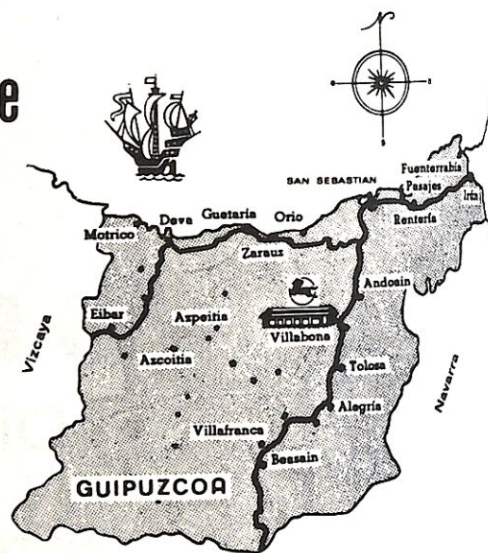 e
N
SAN SEBASTIAN
Fuenterrabía
Pasajes
Irún
Rentería
Deva
Guetaria
Orio
Motrico
Zarauz
Andoain
Eibar
Azpeitia
Villabona
Vizcaya
Azcoitia
Tolosa
Navarra
Alegría
Villafranca
Beasain
GUIPUZCOA